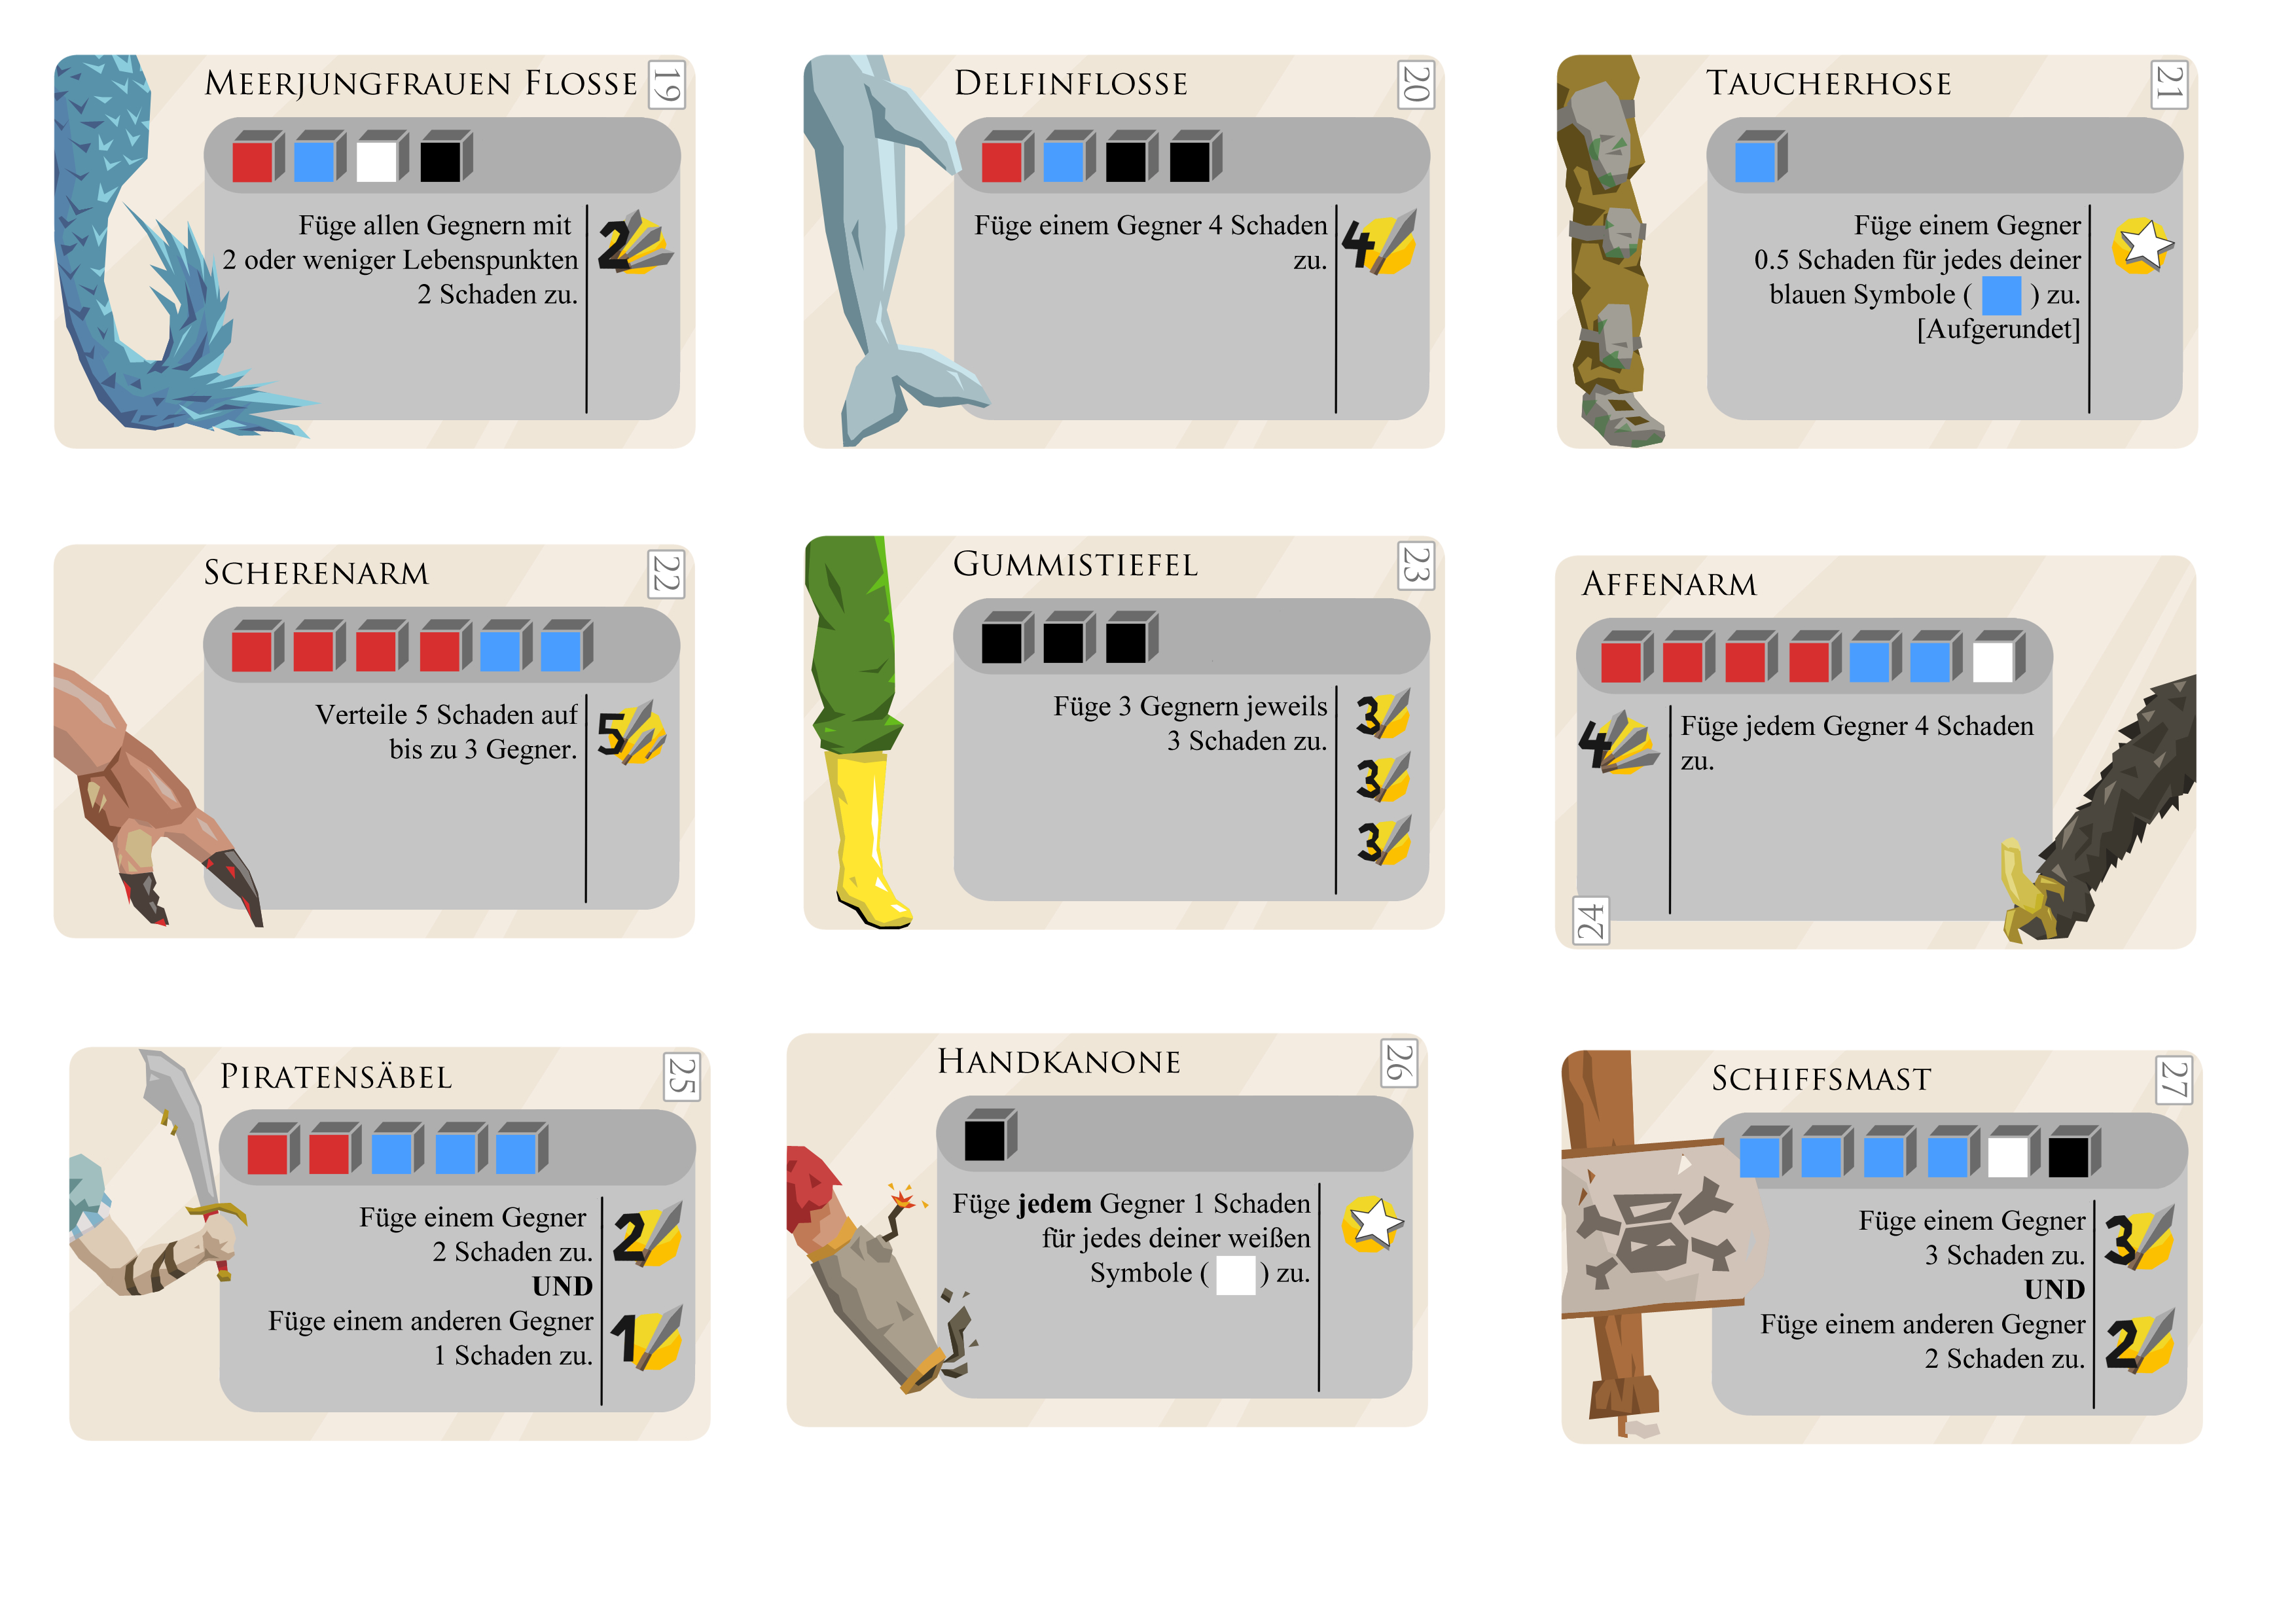 MEERJUNGFRAUEN FLOSSE
19
Füge allen Gegnern mit
2 oder weniger Lebenspunkten
2 Schaden zu.
2
DELFINFLOSSE
20
Füge einem Gegner 4 Schaden
zu.
4
TAUCHERHOSE
21
Füge einem Gegner
0.5 Schaden für jedes deiner
blauen Symbole ( ) zu.
[Aufgerundet]
SCHERENARM
22
Verteile 5 Schaden auf
bis zu 3 Gegner.
5
GUMMISTIEFEL
23
Füge 3 Gegnern jeweils
3 Schaden zu.
3
3
3
AFFENARM
4
Füge jedem Gegner 4 Schaden
zu.
24
PIRATENSÄBEL
25
Füge einem Gegner
2 Schaden zu.
UND
Füge einem anderen Gegner
1 Schaden zu.
2
1
HANDKANONE
26
Füge jedem Gegner 1 Schaden
für jedes deiner weißen
Symbole ( ) zu.
SCHIFFSMAST
27
Füge einem Gegner
3 Schaden zu.
UND
Füge einem anderen Gegner
2 Schaden zu.
3
2